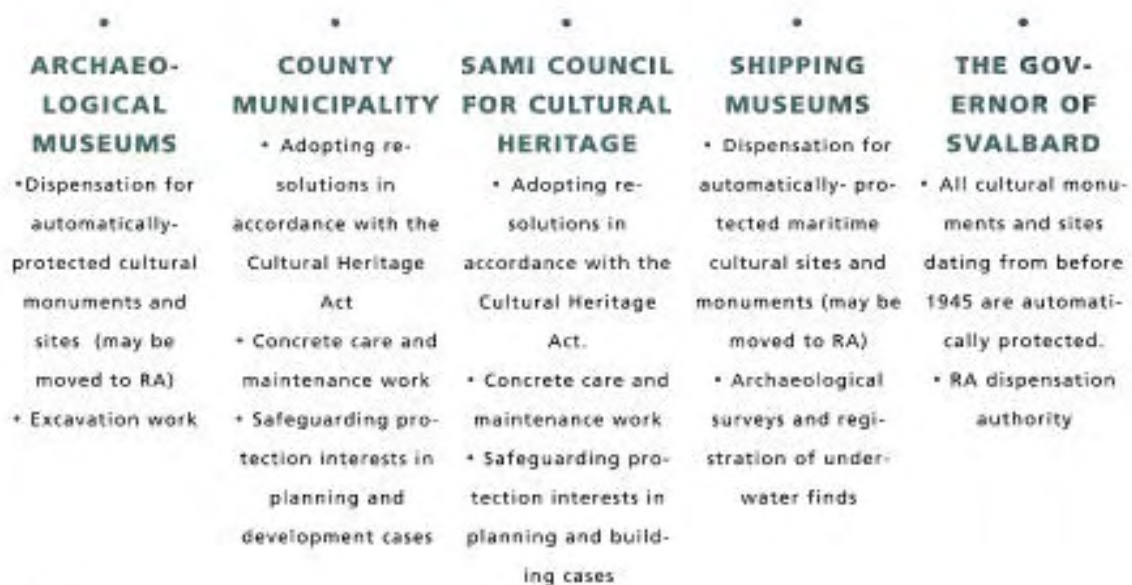 •
ARCHAEO-
LOGICAL
MUSEUMS
•Dispensation for
automatically-
protected cultural
monuments and
sites (may be
moved to RA)
• Excavation work
•
COUNTY
MUNICIPALITY
• Adopting re-
solutions in
accordance with the
Cultural Heritage
Act
• Concrete care and
maintenance work
• Safeguarding pro-
tection interests in
planning and
development cases
•
SAMI COUNCIL
FOR CULTURAL
HERITAGE
• Adopting re-
solutions in
accordance with the
Cultural Heritage
Act.
• Concrete care and
maintenance work
• Safeguarding pro-
tection interests in
planning and build-
ing cases
•
SHIPPING
MUSEUMS
• Dispensation for
automatically- pro-
tected maritime
cultural sites and
monuments (may be
moved to RA)
• Archaeological
surveys and regi-
stration of under-
water finds
•
THE GOV-
ERNOR OF
SVALBARD
• All cultural monu-
ments and sites
dating from before
1945 are automati-
cally protected.
• RA dispensation
authority